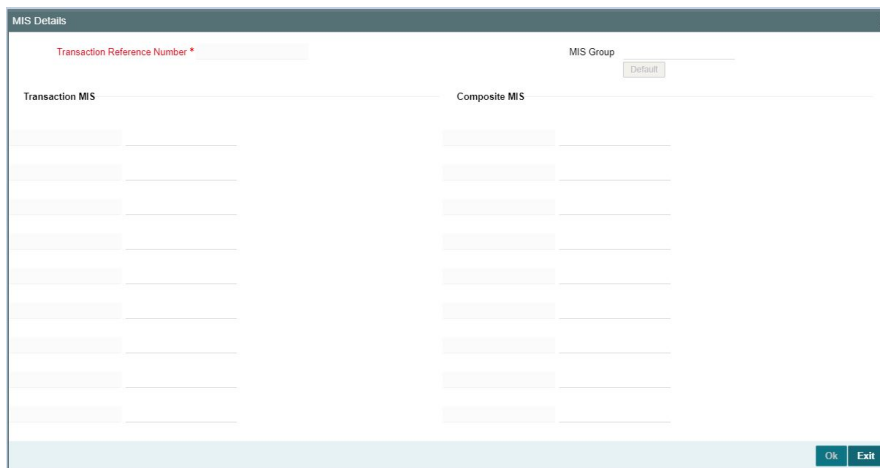 MIS Details
Transaction Reference Number *
MIS Group
Default
Transaction MIS
Composite MIS
Ok Exit